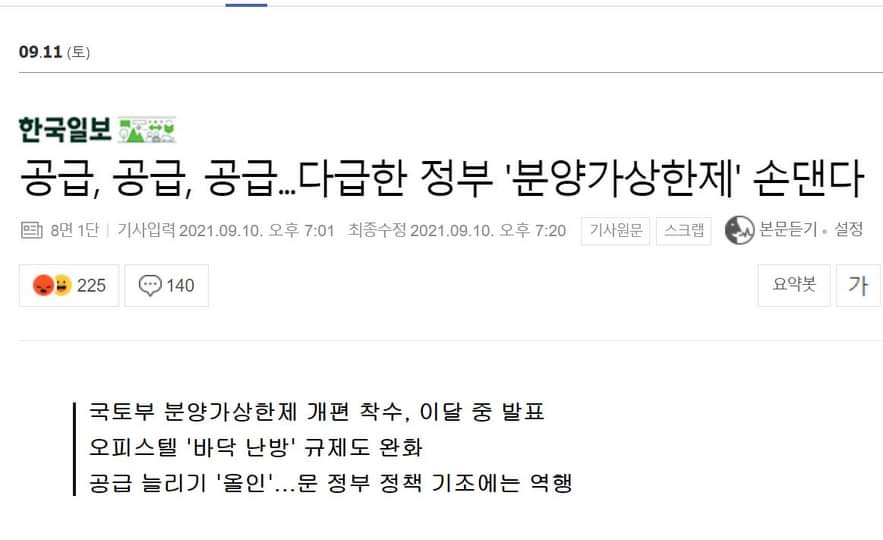 09.11 (토)
한국일보
공급, 공급, 공급...다급한 정부 '분양가상한제' 손댄다
8면 1단 기사입력 2021.09.10. 오후 7:01 최종수정 2021.09.10. 오후 7:20 기사원문 스크랩 본문듣기 • 설정
225 140 요약봇 가
국토부 분양가상한제 개편 착수, 이달 중 발표
오피스텔 '바닥 난방' 규제도 완화
공급 늘리기 '올인'...문 정부 정책 기조에는 역행